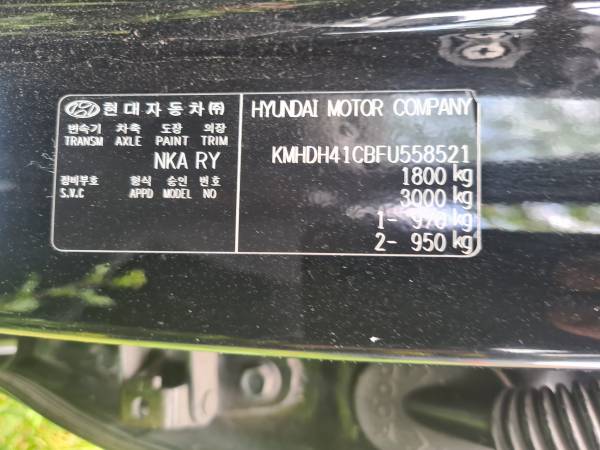 현대자동차㈜
변속기 차축 도장 의장
TRANSM AXLE PAINT TRIM
NKA RY
정비부호 형식 승인 번호
S.V.C APPD MODEL NO
HYUNDAI MOTOR COMPANY
KMHDH41CBFU558521
1800 kg
3000 kg
1- 970 kg
2- 950 kg